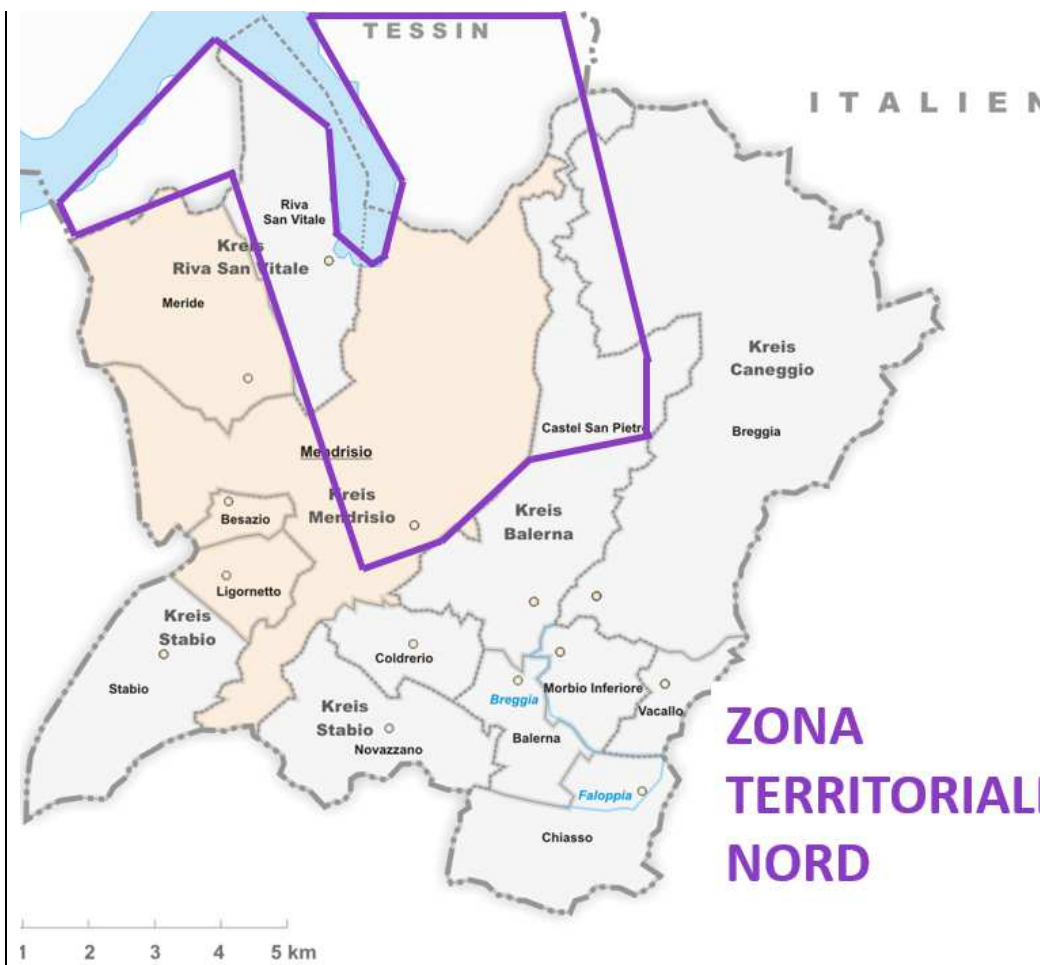 TESSIN
ITALIEN
Riva
San Vitale
Kreis
Riva San Vitale
Meride
Kreis
Caneggio
Castel San Pietro
Breggia
Mendrisio
Kreis
Mendrisio
Besazio
Kreis
Balerna
Ligornetto
Kreis
Stabio
Coldrerio
Stabio
Morbio Inferiore
Breggia
Kreis
Stabio
Vacallo
Novazzano
Balerna
ZONA
TERRITORIALE
NORD
Faloppia
Chiasso
1 2 3 4 5 km